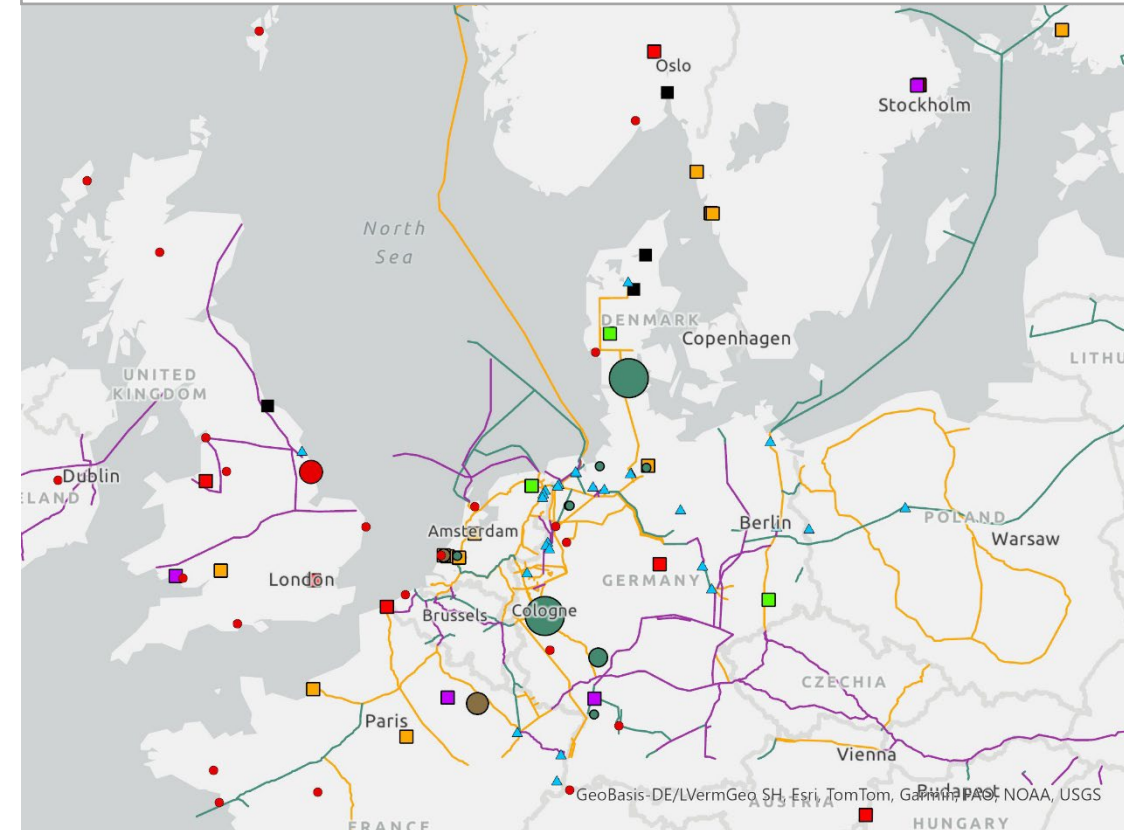 Oslo
Stockholm
North
Sea
DENMARK
Copenhagen
LITHU
UNITED
KINGDOM
Dublin
ELAND
Amsterdam
Berlin
POLAND
Warsaw
London
GERMANY
Brussels
Cologne
CZECHIA
Paris
Vienna
GeoBasis-DE/LVermGeo SH, Esri, TomTom, Garmin, FAO, NOAA, USGS
AUSTRIA
Budapest
FRANCE
HUNGARY